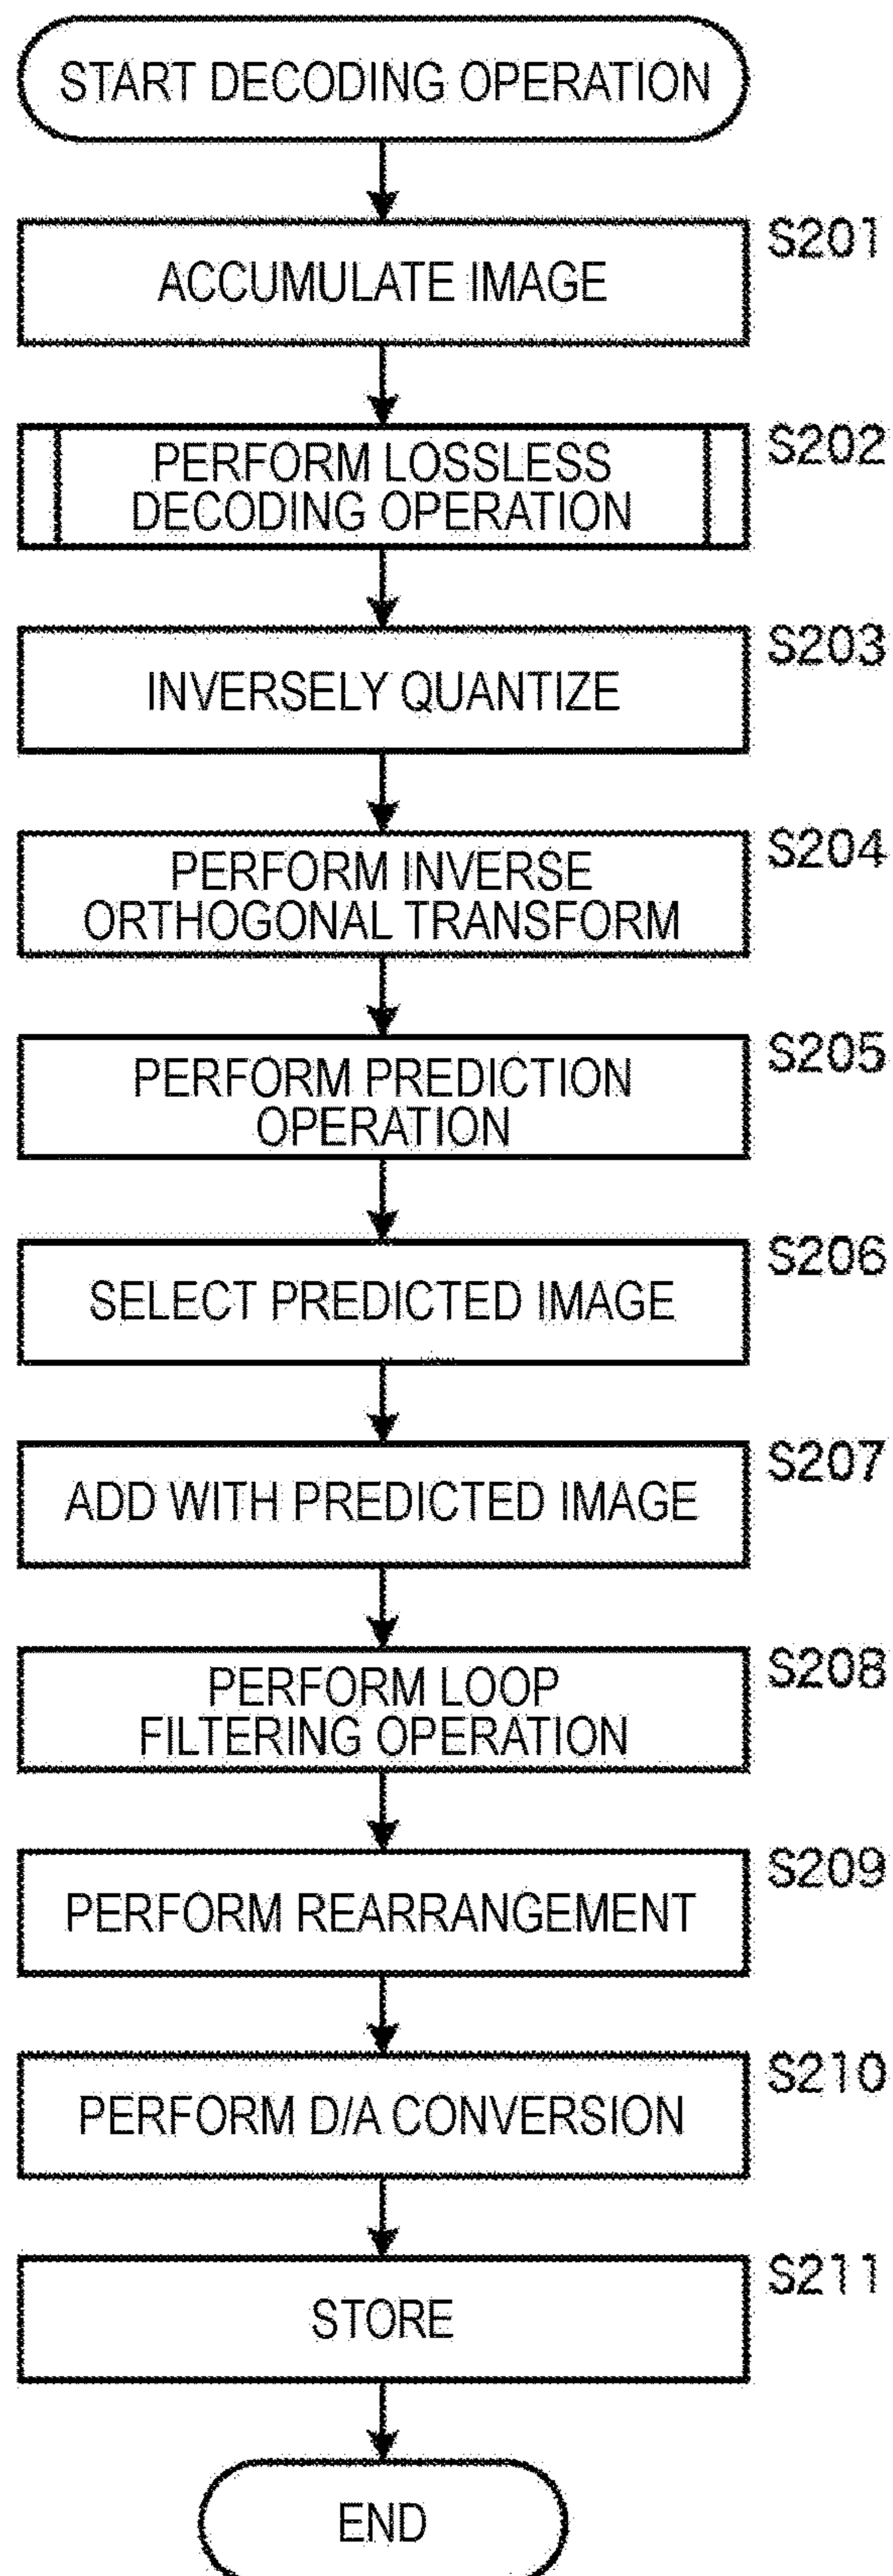 START DECODING OPERATION
S201
ACCUMULATE IMAGE
S202
PERFORM LOSSLESS
DECODING OPERATION
S203
INVERSELY QUANTIZE
S204
PERFORM INVERSE
ORTHOGONAL TRANSFORM
S205
PERFORM PREDICTION
OPERATION
S206
SELECT PREDICTED IMAGE
S207
ADD WITH PREDICTED IMAGE
S208
PERFORM LOOP
FILTERING OPERATION
S209
PERFORM REARRANGEMENT
S210
PERFORM D/A CONVERSION
S211
STORE
END